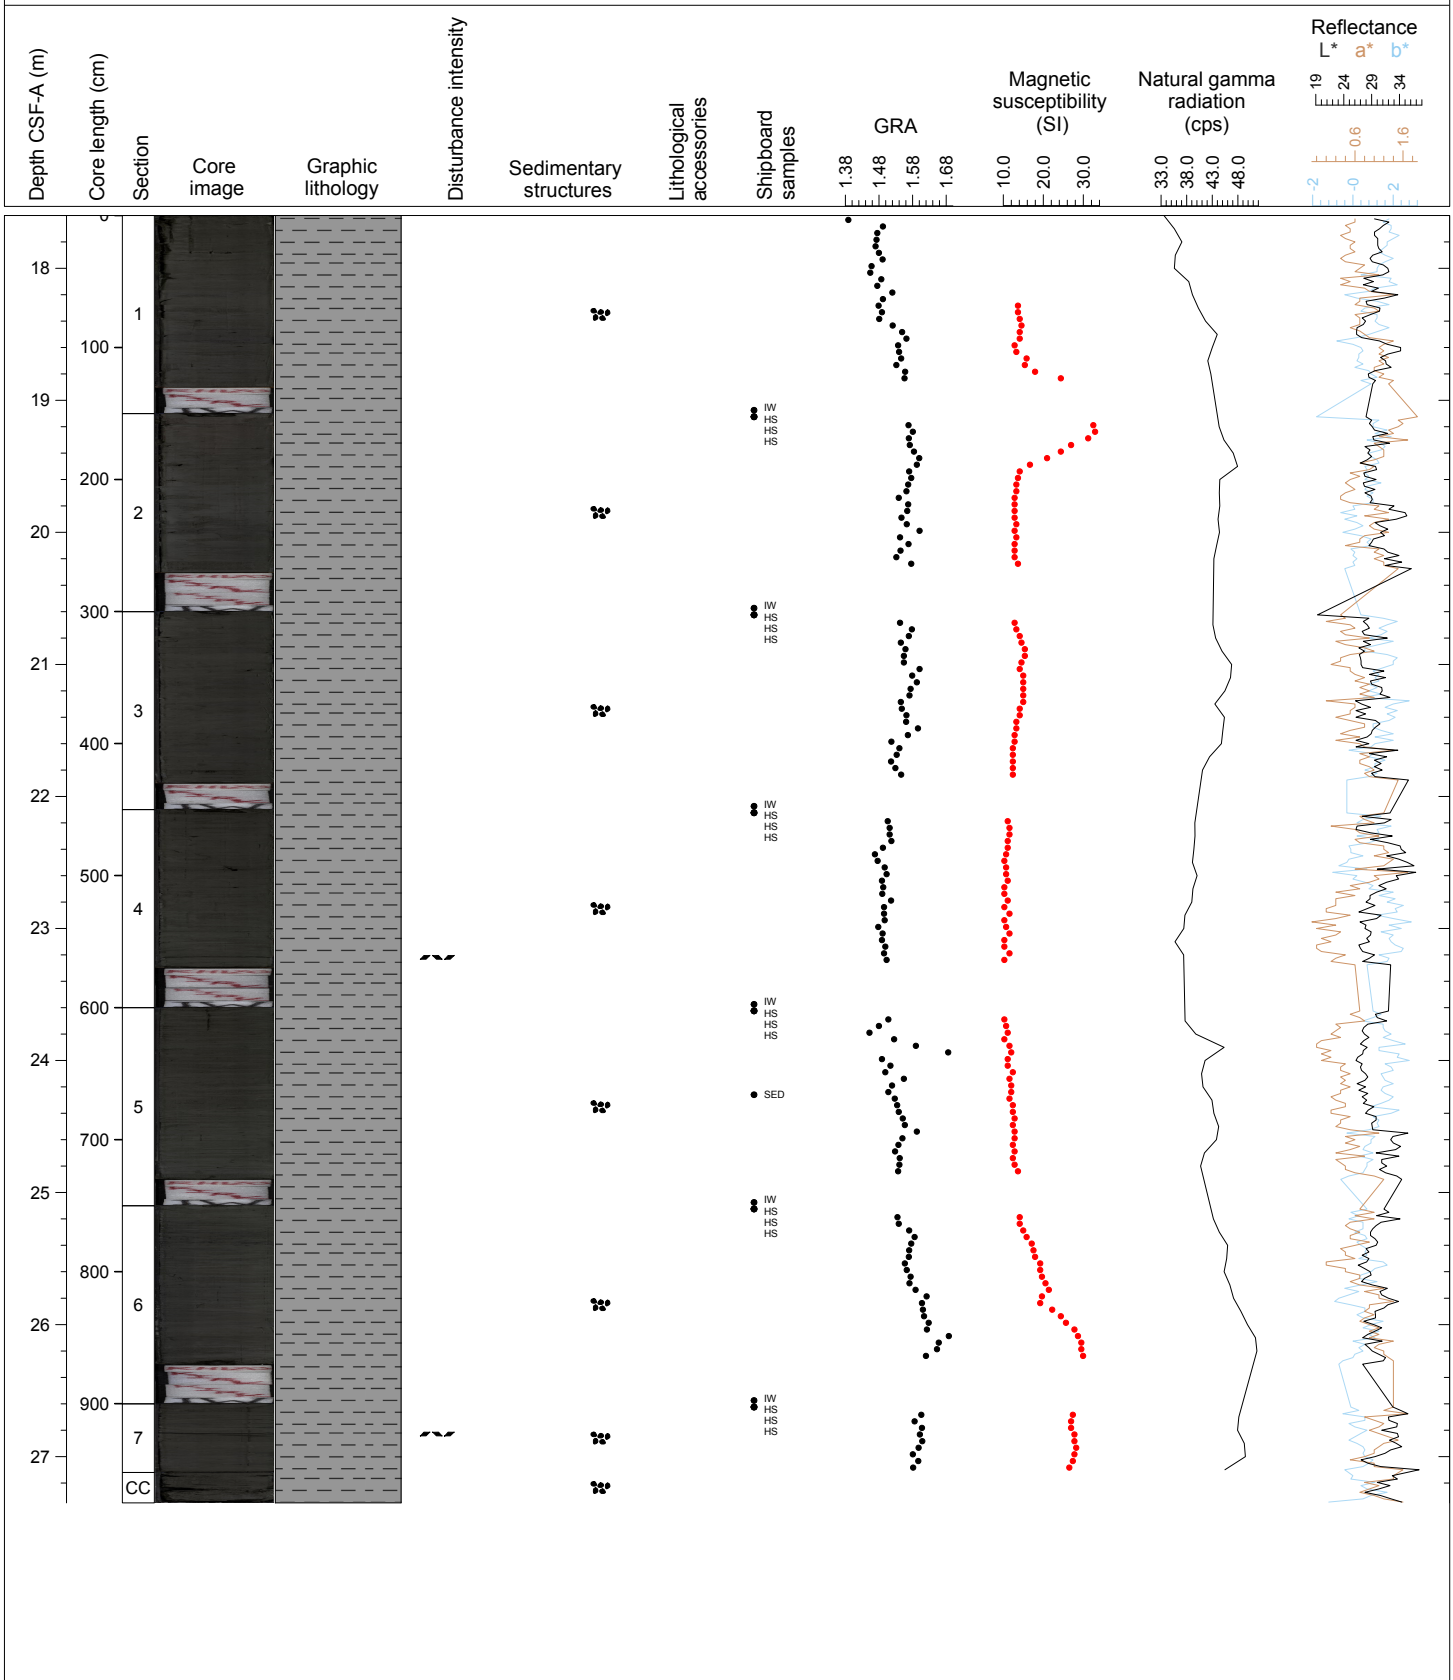 Depth CSF-A (m)
Core length (cm)
Section
Core
image
Graphic
lithology
Disturbance intensity
Sedimentary
structures
Lithological
accessories
Shipboard
samples
GRA
1.38 1.48 1.58 1.68
Magnetic
susceptibility
(SI)
10.0 20.0 30.0
Natural gamma
radiation
(cps)
33.0 38.0 43.0 48.0
Reflectance
L* a* b*
19 24 29 34
0.6 1.6
-2 -0 2
0
18
1
100
19
IW
HS
HS
HS
200
2
20
300
IW
HS
HS
HS
21
3
400
22
IW
HS
HS
HS
500
4
23
600
IW
HS
HS
HS
24
SED
5
700
25
IW
HS
HS
HS
800
6
26
900
IW
HS
HS
HS
7
27
CC